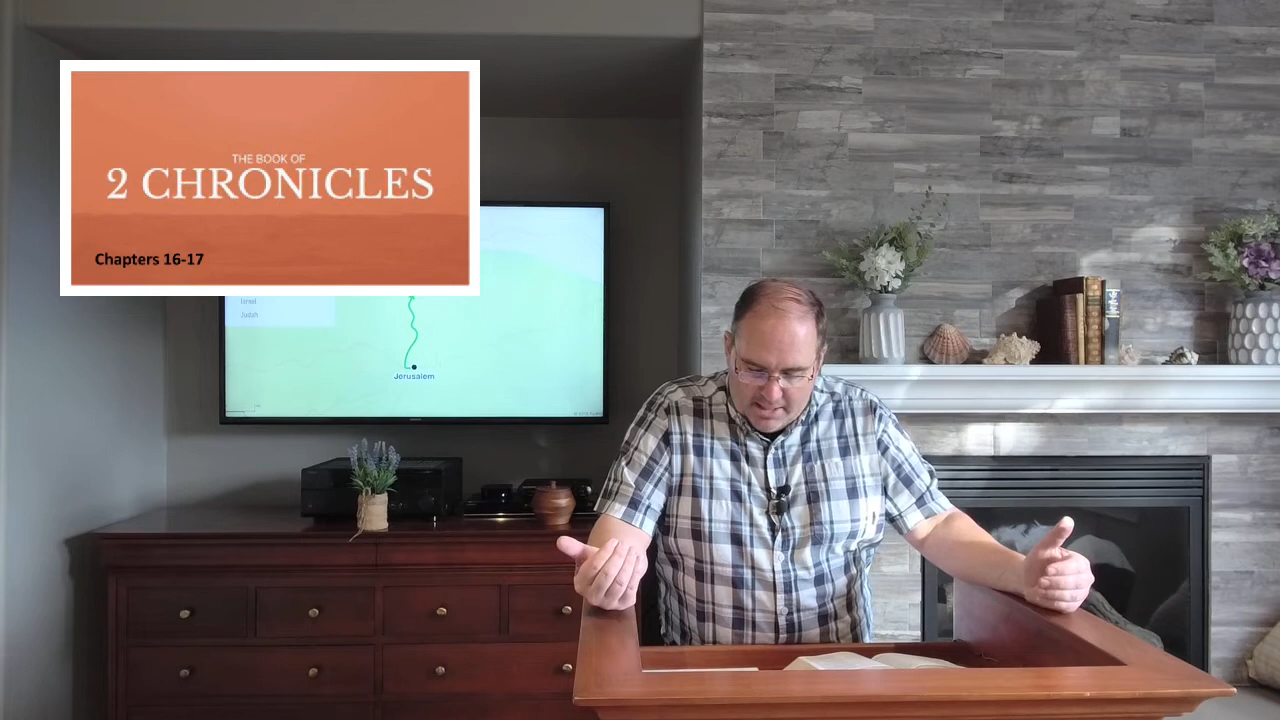 THE BOOK OF
2 CHRONICLES
Chapters 16-17
Israel
Judah
Jerusalem